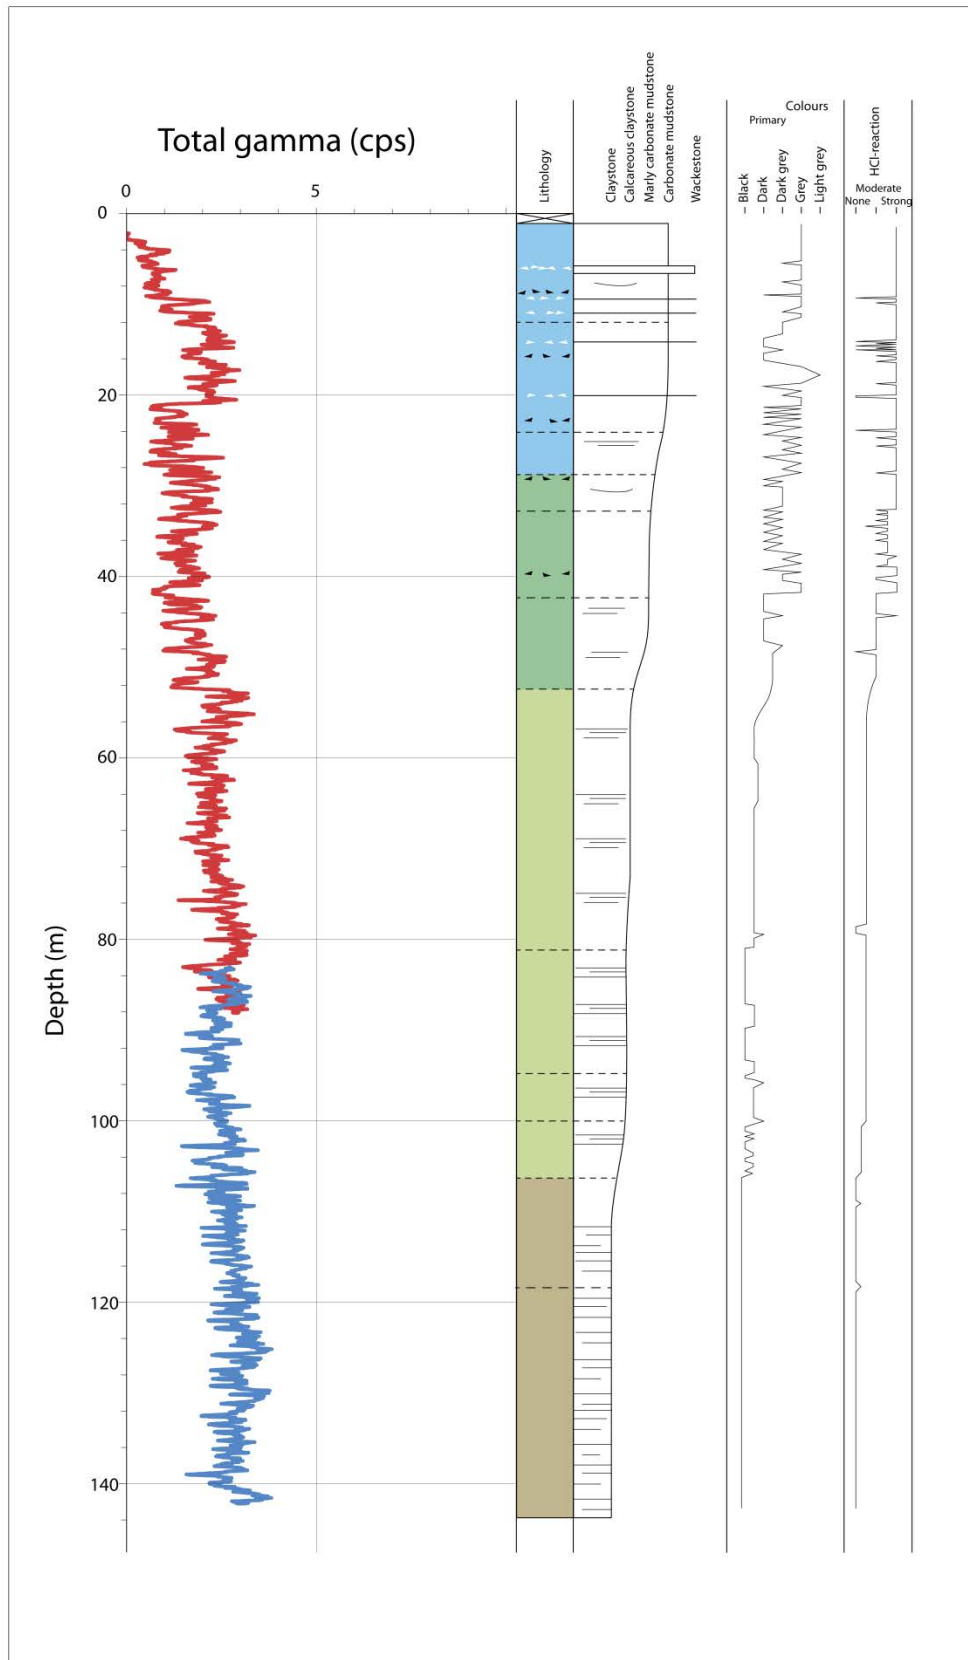 Total gamma (cps)
0
5
Depth (m)
0
20
40
60
80
100
120
140
Lithology
Claystone
Calcareous claystone
Marly carbonate mudstone
Carbonate mudstone
Wackestone
Colours
Primary
Black
Dark
Dark grey
Grey
Light grey
HCl-reaction
Moderate
None
Strong